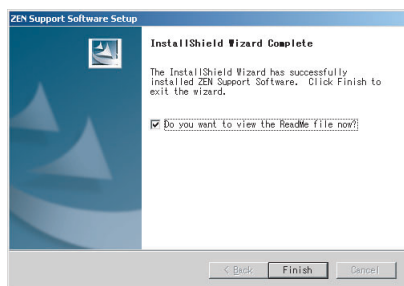 ZEN Support Software Setup
InstallShield Wizard Complete
The InstallShield Wizard has successfully
installed ZEN Support Software. Click Finish to
exit the wizard.
Do you want to view the ReadMe file now?
< Back Finish Cancel